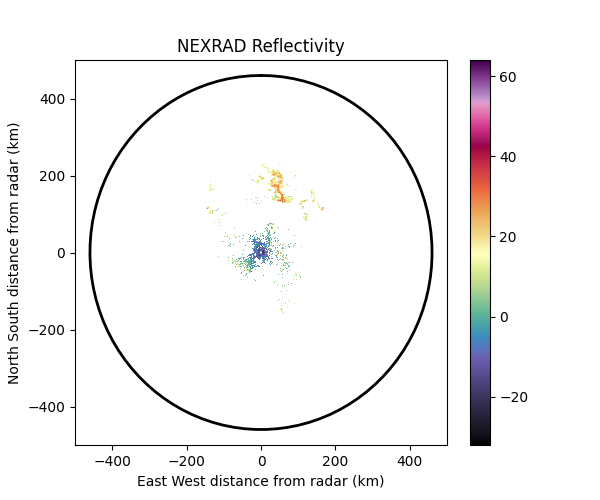 NEXRAD Reflectivity
North South distance from radar (km)
400
200
0
−200
−400
−400 −200 0 200 400
East West distance from radar (km)
60
40
20
0
−20